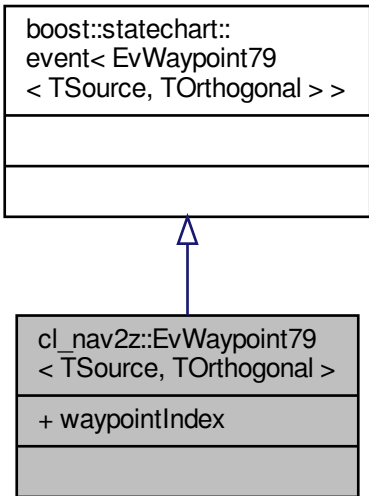 boost::statechart::
event< EvWaypoint79
< TSource, TOrthogonal > >
cl_nav2z::EvWaypoint79
< TSource, TOrthogonal >
+ waypointIndex